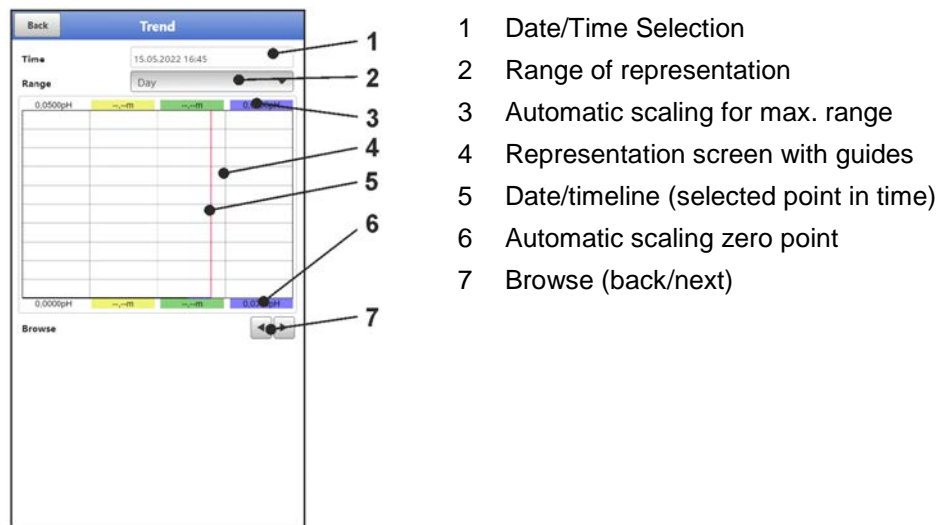 Back
Trend
Time
15.05.2022 16:45
Range
Day
0,0500pH
--,--m
--,--m
0,0000pH
--,--m
--,--m
Browse
1
2
3
4
5
6
7
1 Date/Time Selection
2 Range of representation
3 Automatic scaling for max. range
4 Representation screen with guides
5 Date/timeline (selected point in time)
6 Automatic scaling zero point
7 Browse (back/next)